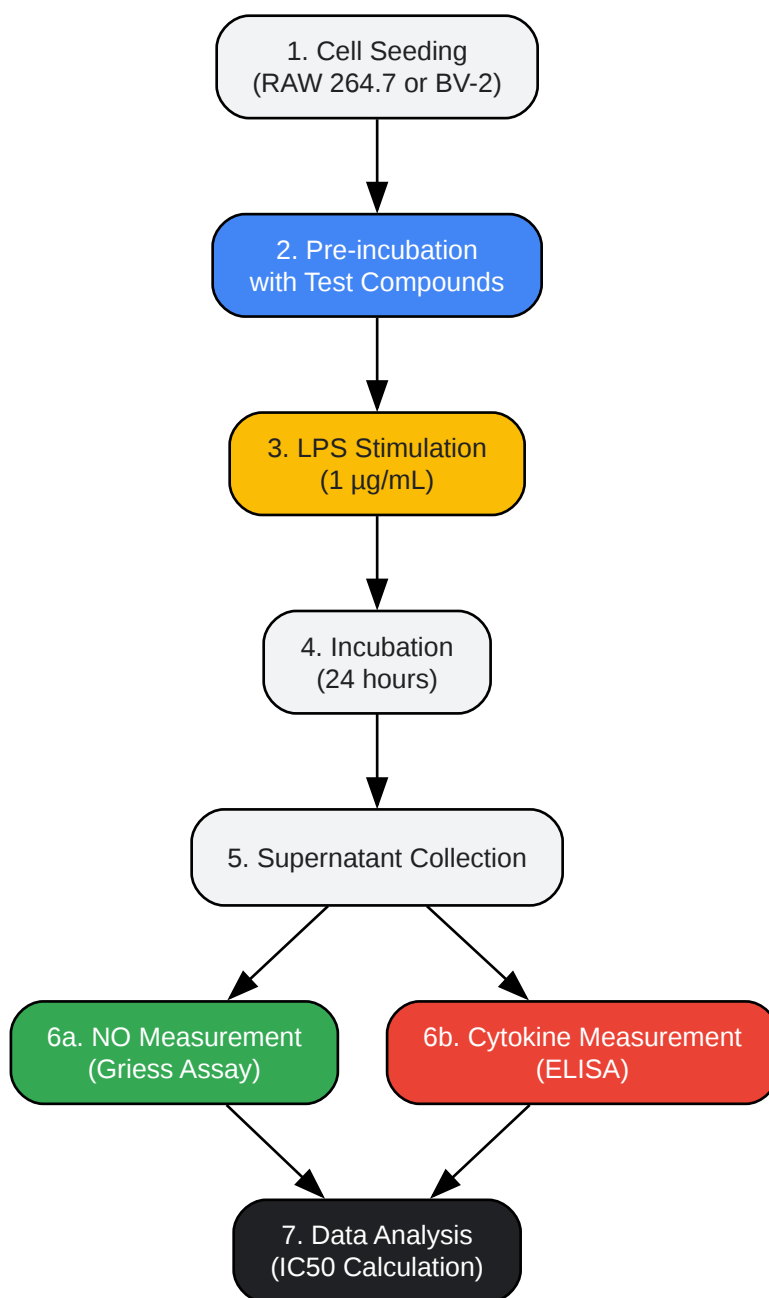 1. Cell Seeding
(RAW 264.7 or BV-2)
2. Pre-incubation
with Test Compounds
3. LPS Stimulation
(1 µg/mL)
4. Incubation
(24 hours)
5. Supernatant Collection
6a. NO Measurement
(Griess Assay)
6b. Cytokine Measurement
(ELISA)
7. Data Analysis
(IC50 Calculation)